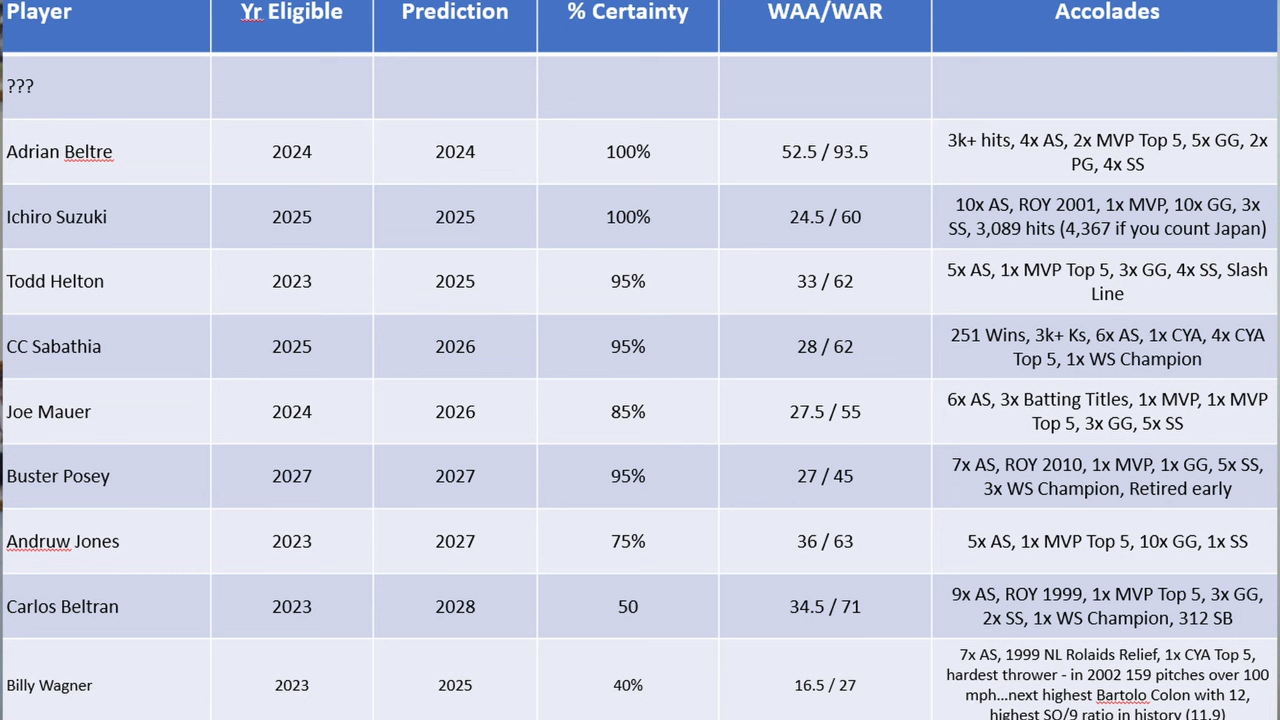 Player Yr Eligible Prediction % Certainty WAA/WAR Accolades
???
Adrian Beltre 2024 2024 100% 52.5 / 93.5 3k+ hits, 4x AS, 2x MVP Top 5, 5x GG, 2x
PG, 4x SS
Ichiro Suzuki 2025 2025 100% 24.5 / 60 10x AS, ROY 2001, 1x MVP, 10x GG, 3x
SS, 3,089 hits (4,367 if you count Japan)
Todd Helton 2023 2025 95% 33 / 62 5x AS, 1x MVP Top 5, 3x GG, 4x SS, Slash
Line
CC Sabathia 2025 2026 95% 28 / 62 251 Wins, 3k+ Ks, 6x AS, 1x CYA, 4x CYA
Top 5, 1x WS Champion
Joe Mauer 2024 2026 85% 27.5 / 55 6x AS, 3x Batting Titles, 1x MVP, 1x MVP
Top 5, 3x GG, 5x SS
Buster Posey 2027 2027 95% 27 / 45 7x AS, ROY 2010, 1x MVP, 1x GG, 5x SS,
3x WS Champion, Retired early
Andruw Jones 2023 2027 75% 36 / 63 5x AS, 1x MVP Top 5, 10x GG, 1x SS
Carlos Beltran 2023 2028 50 34.5 / 71 9x AS, ROY 1999, 1x MVP Top 5, 3x GG,
2x SS, 1x WS Champion, 312 SB
Billy Wagner 2023 2025 40% 16.5 / 27 7x AS, 1999 NL Rolaids Relief, 1x CYA Top 5,
hardest thrower - in 2002 159 pitches over 100
mph...next highest Bartolo Colon with 12,
highest SO/9 ratio in history (11.9)